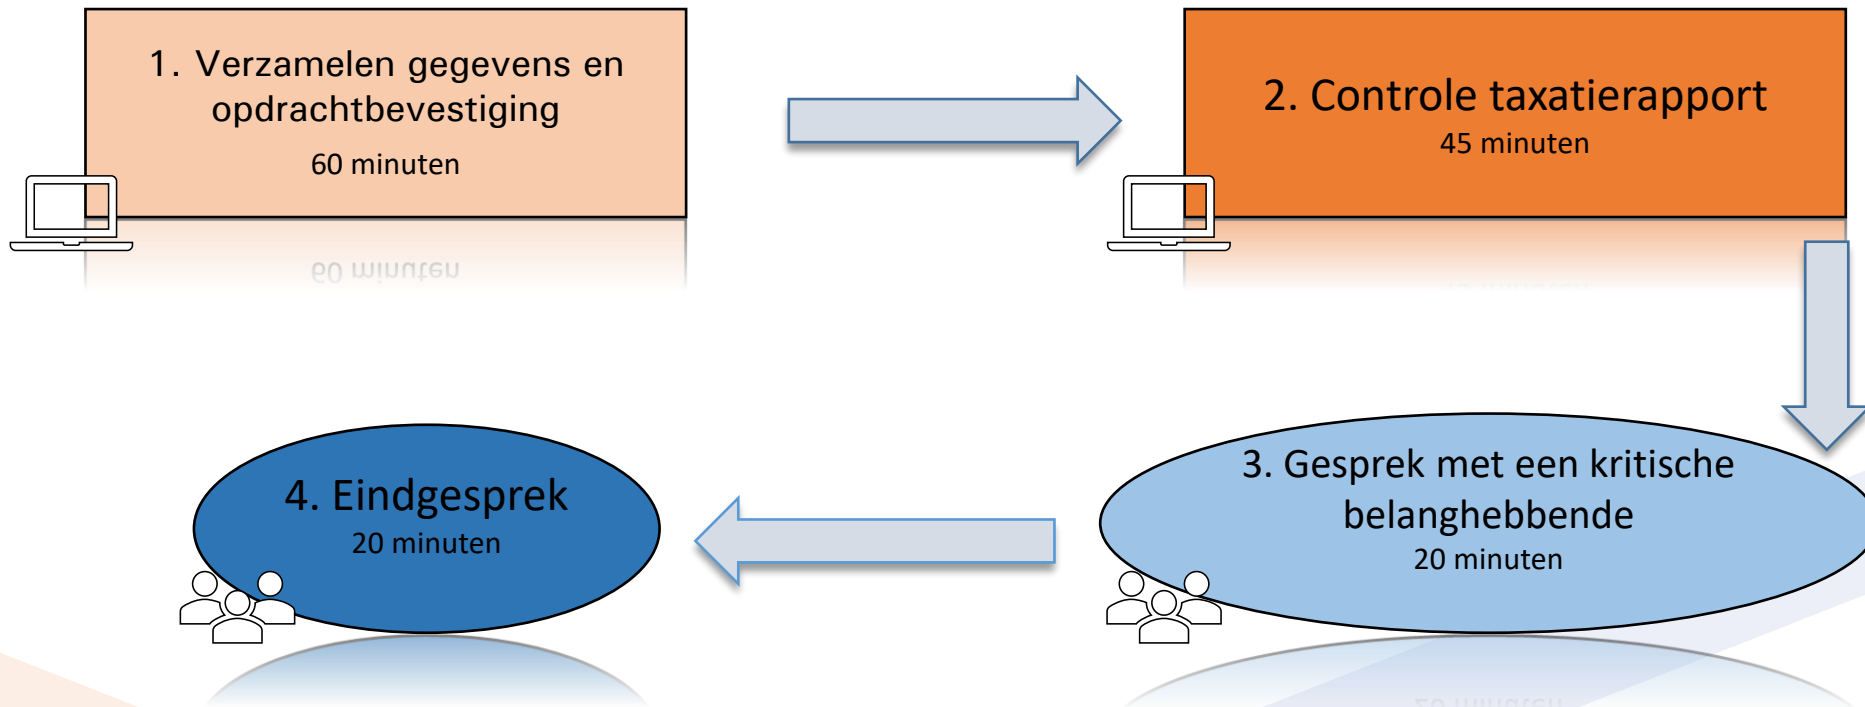 1. Verzamelen gegevens en
opdrachtbevestiging
60 minuten
2. Controle taxatierapport
45 minuten
3. Gesprek met een kritische
belanghebbende
20 minuten
4. Eindgesprek
20 minuten